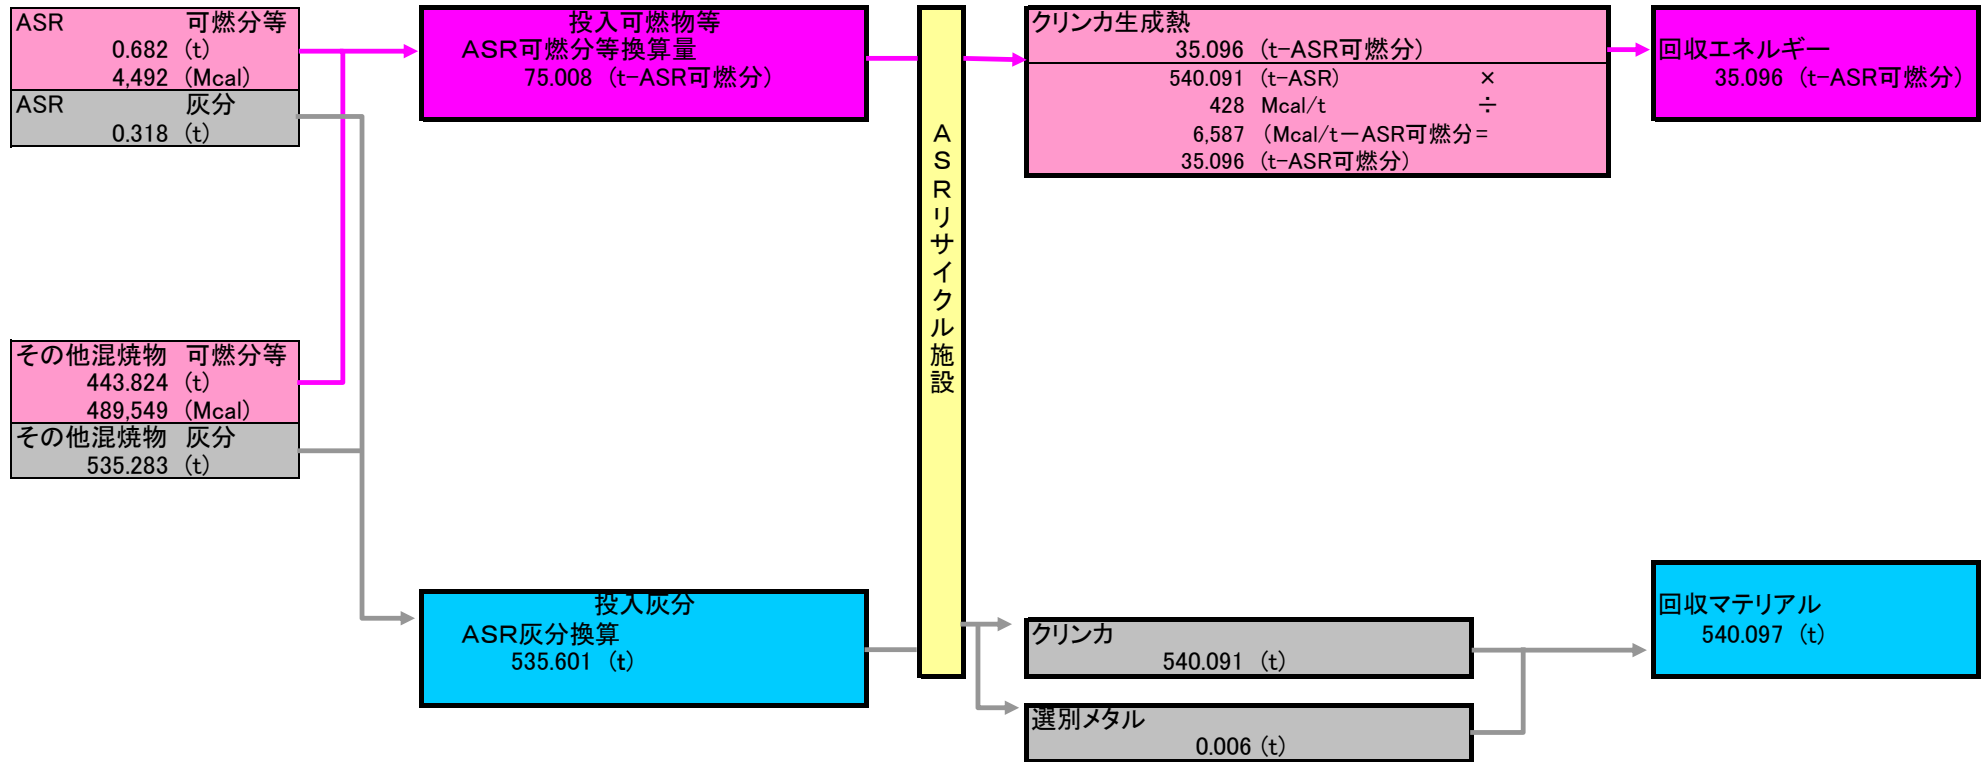 ASR 可燃分等
0.682 (t)
4,492 (Mcal)
ASR 灰分
0.318 (t)
その他混焼物 可燃分等
443.824 (t)
489,549 (Mcal)
その他混焼物 灰分
535.283 (t)
投入可燃物等
ASR可燃分等換算量
75.008 (t-ASR可燃分)
投入灰分
ASR灰分換算
535.601 (t)
ASRリサイクル施設
クリンカ生成熱
35.096 (t-ASR可燃分)
540.091 (t-ASR) ×
428 Mcal/t ÷
6,587 (Mcal/t-ASR可燃分=
35.096 (t-ASR可燃分)
クリンカ
540.091 (t)
選別メタル
0.006 (t)
回収エネルギー
35.096 (t-ASR可燃分)
回収マテリアル
540.097 (t)